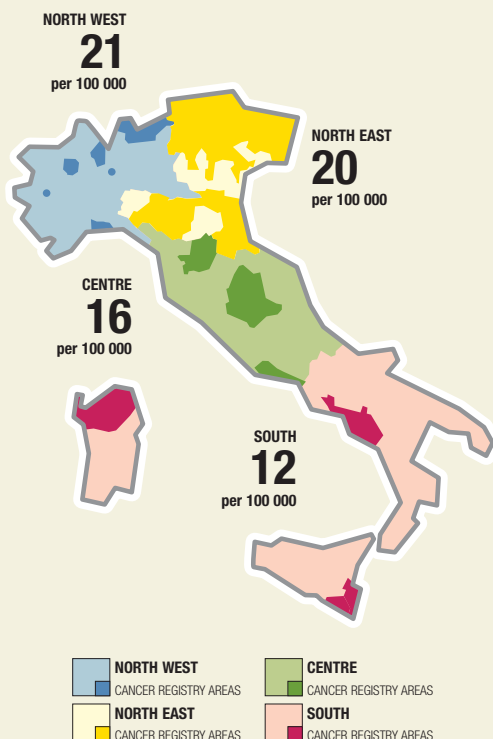 NORTH WEST
21
per 100 000
NORTH EAST
20
per 100 000
CENTRE
16
per 100 000
SOUTH
12
per 100 000
NORTH WEST
CANCER REGISTRY AREAS
CENTRE
CANCER REGISTRY AREAS
NORTH EAST
CANCER REGISTRY AREAS
SOUTH
CANCER REGISTRY AREAS